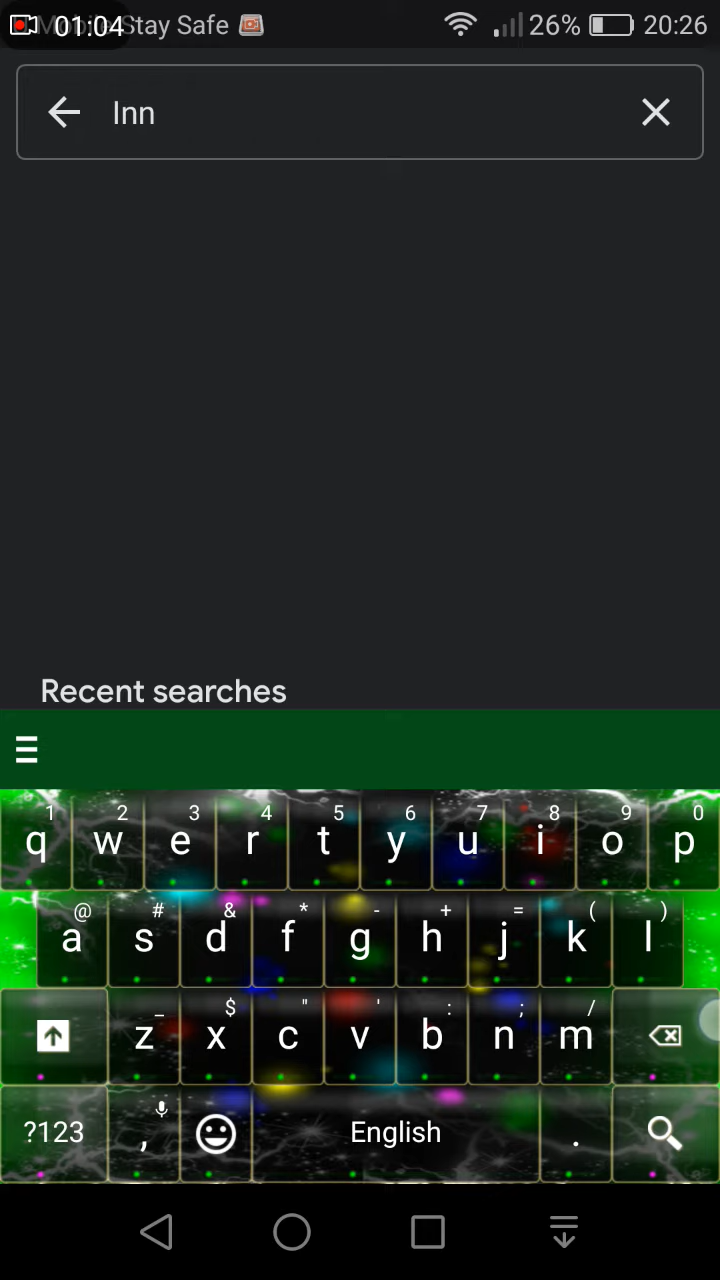 01:04 Mobile Stay Safe 26% 20:26
Inn
Recent searches
1 2 3 4 5 6 7 8 9 0
q w e r t y u i o p
@ # & * - + = ( )
a s d f g h j k l
_ $ " ' : ; /
z x c v b n m
?123 , English .